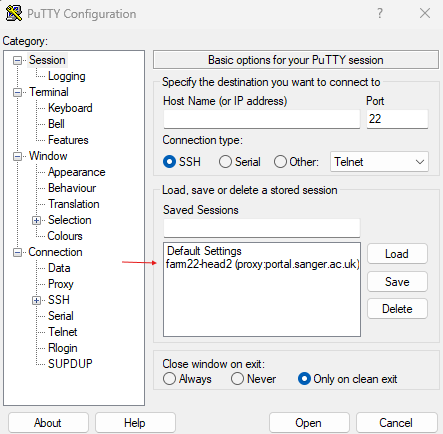 PuTTY Configuration
? X
Category:
Session
Logging
Terminal
Keyboard
Bell
Features
Window
Appearance
Behaviour
Translation
Selection
Colours
Connection
Data
Proxy
SSH
Serial
Telnet
Rlogin
SUPDUP
Basic options for your PuTTY session
Specify the destination you want to connect to
Host Name (or IP address) Port
22
Connection type:
SSH Serial Other: Telnet
Load, save or delete a stored session
Saved Sessions
Default Settings
farm22-head2 (proxy:portal.sanger.ac.uk)
Load
Save
Delete
Close window on exit:
Always Never Only on clean exit
About Help Open Cancel